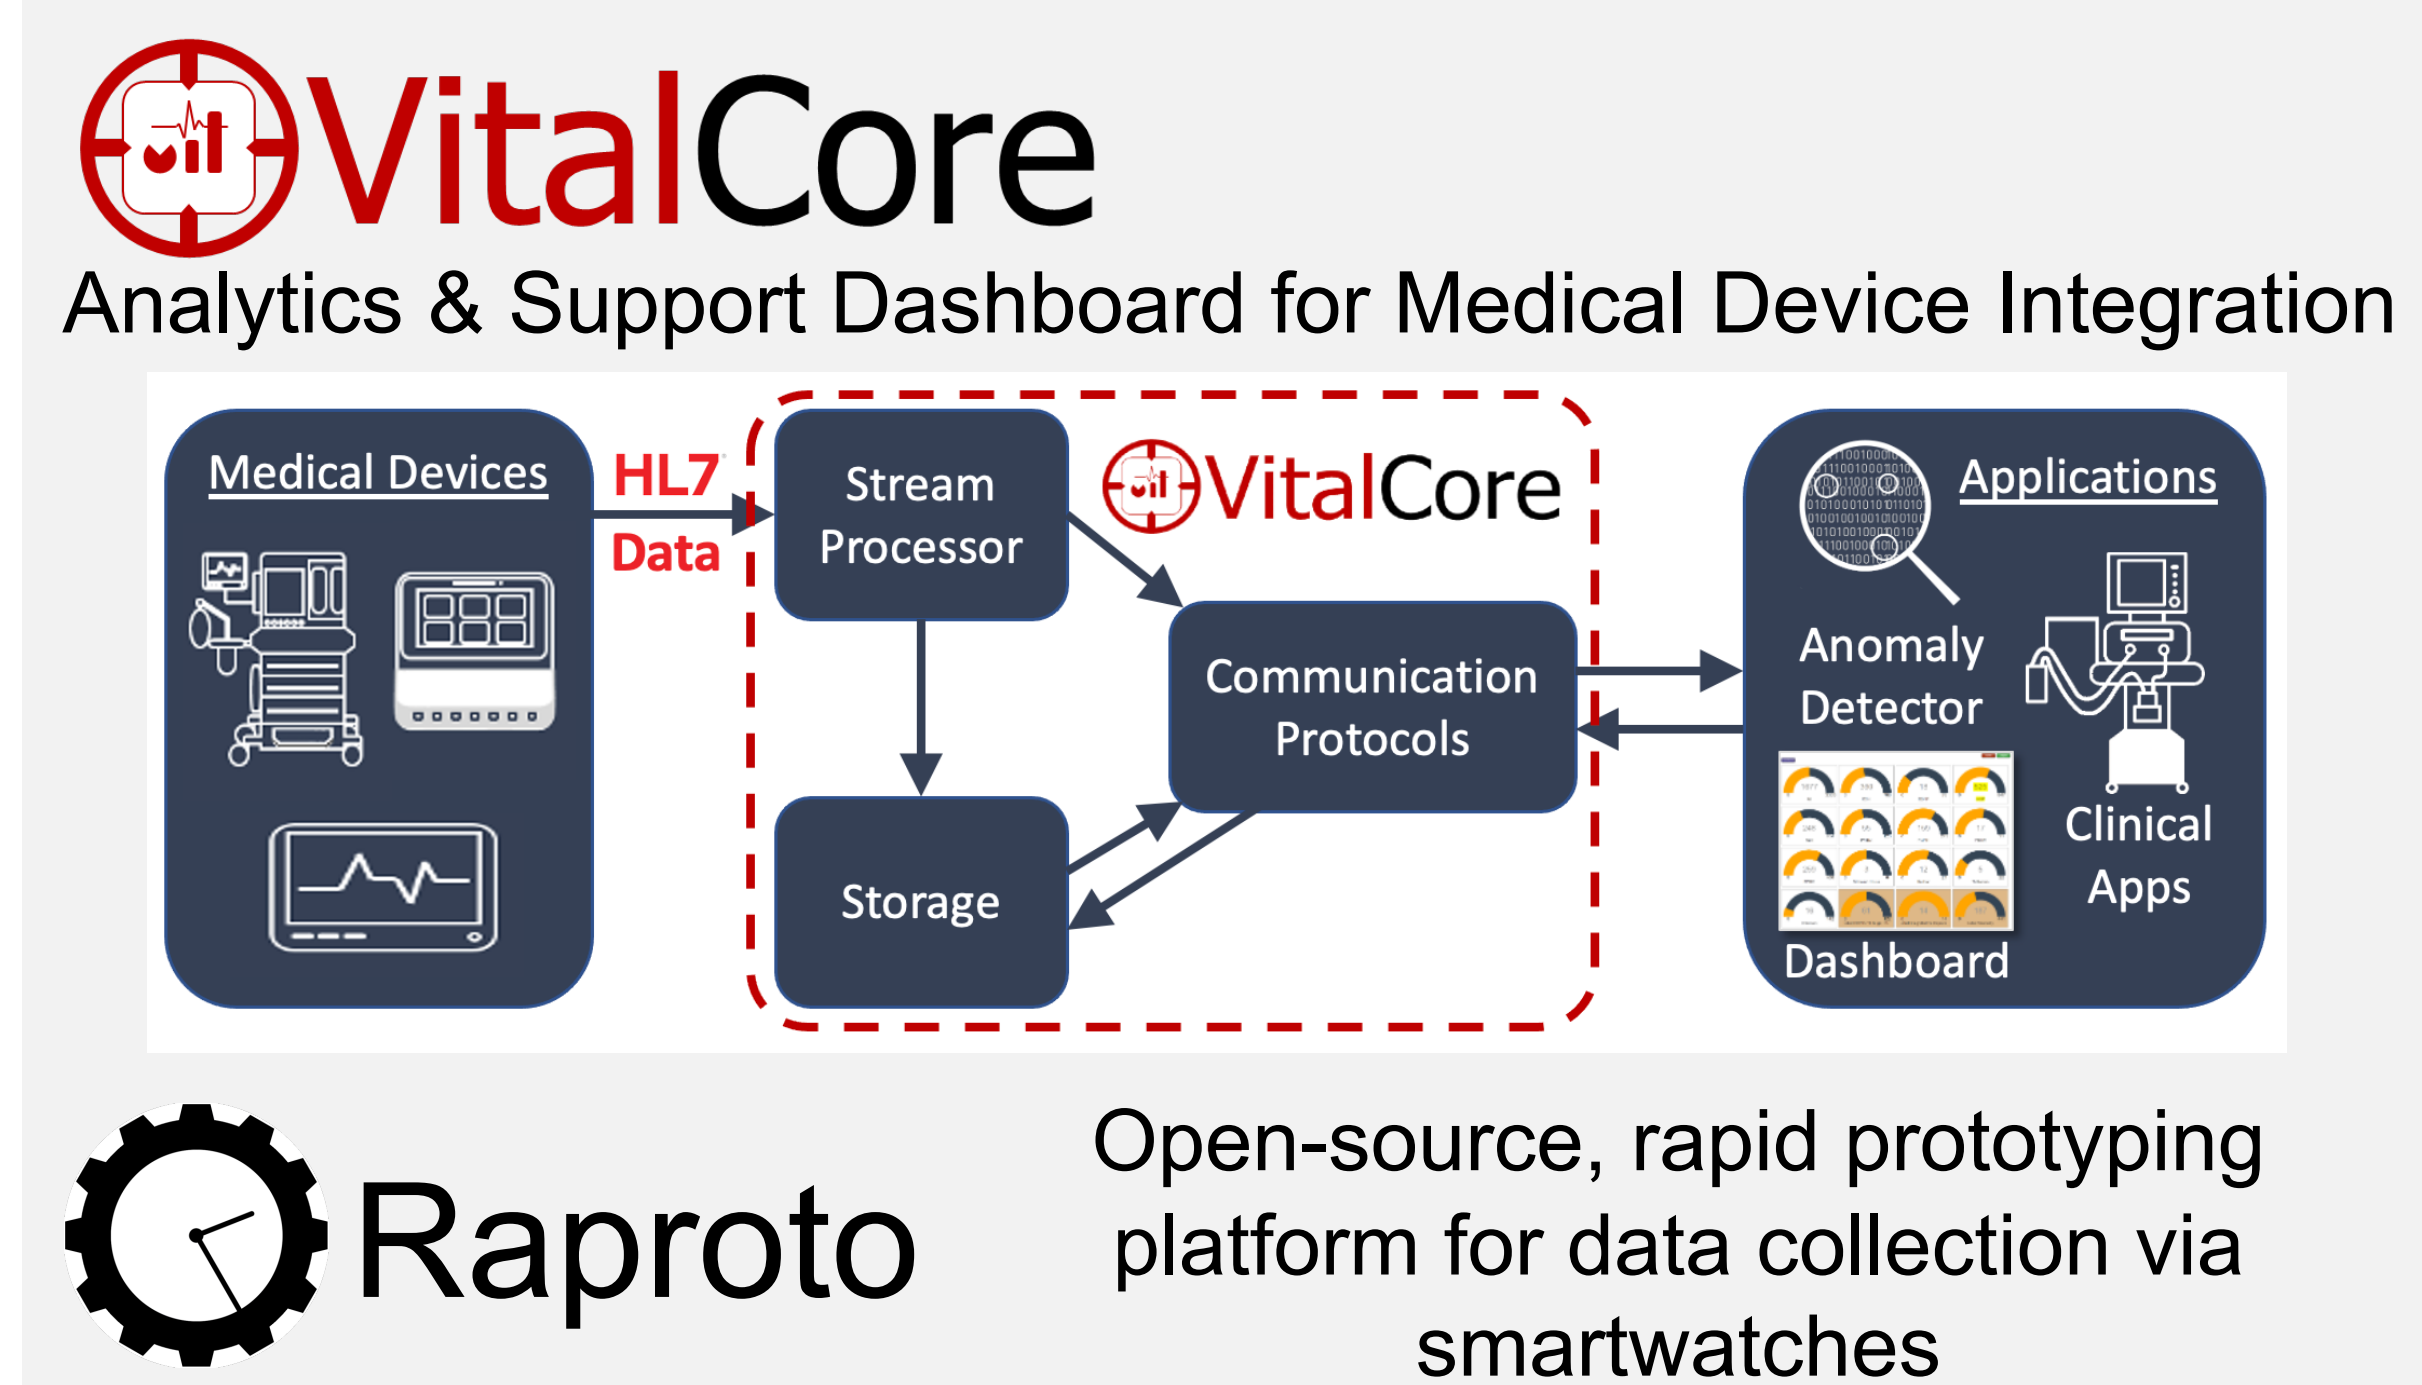 VitalCore
Analytics & Support Dashboard for Medical Device Integration
Medical Devices
HL7
Data
Stream
Processor
VitalCore
Communication
Protocols
Storage
Applications
Anomaly
Detector
Clinical
Apps
Dashboard
Raproto
Open-source, rapid prototyping
platform for data collection via
smartwatches